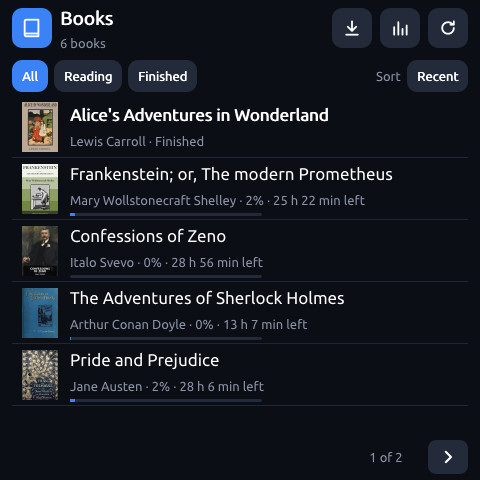 Books
6 books
All
Reading
Finished
Sort
Recent
Alice's Adventures in Wonderland
Lewis Carroll · Finished
FRANKENSTEIN
Frankenstein; or, The modern Prometheus
Mary Wollstonecraft Shelley · 2% · 25 h 22 min left
Confessions of Zeno
Italo Svevo · 0% · 28 h 56 min left
The Adventures of Sherlock Holmes
Arthur Conan Doyle · 0% · 13 h 7 min left
Pride and Prejudice
Jane Austen · 2% · 28 h 6 min left
1 of 2